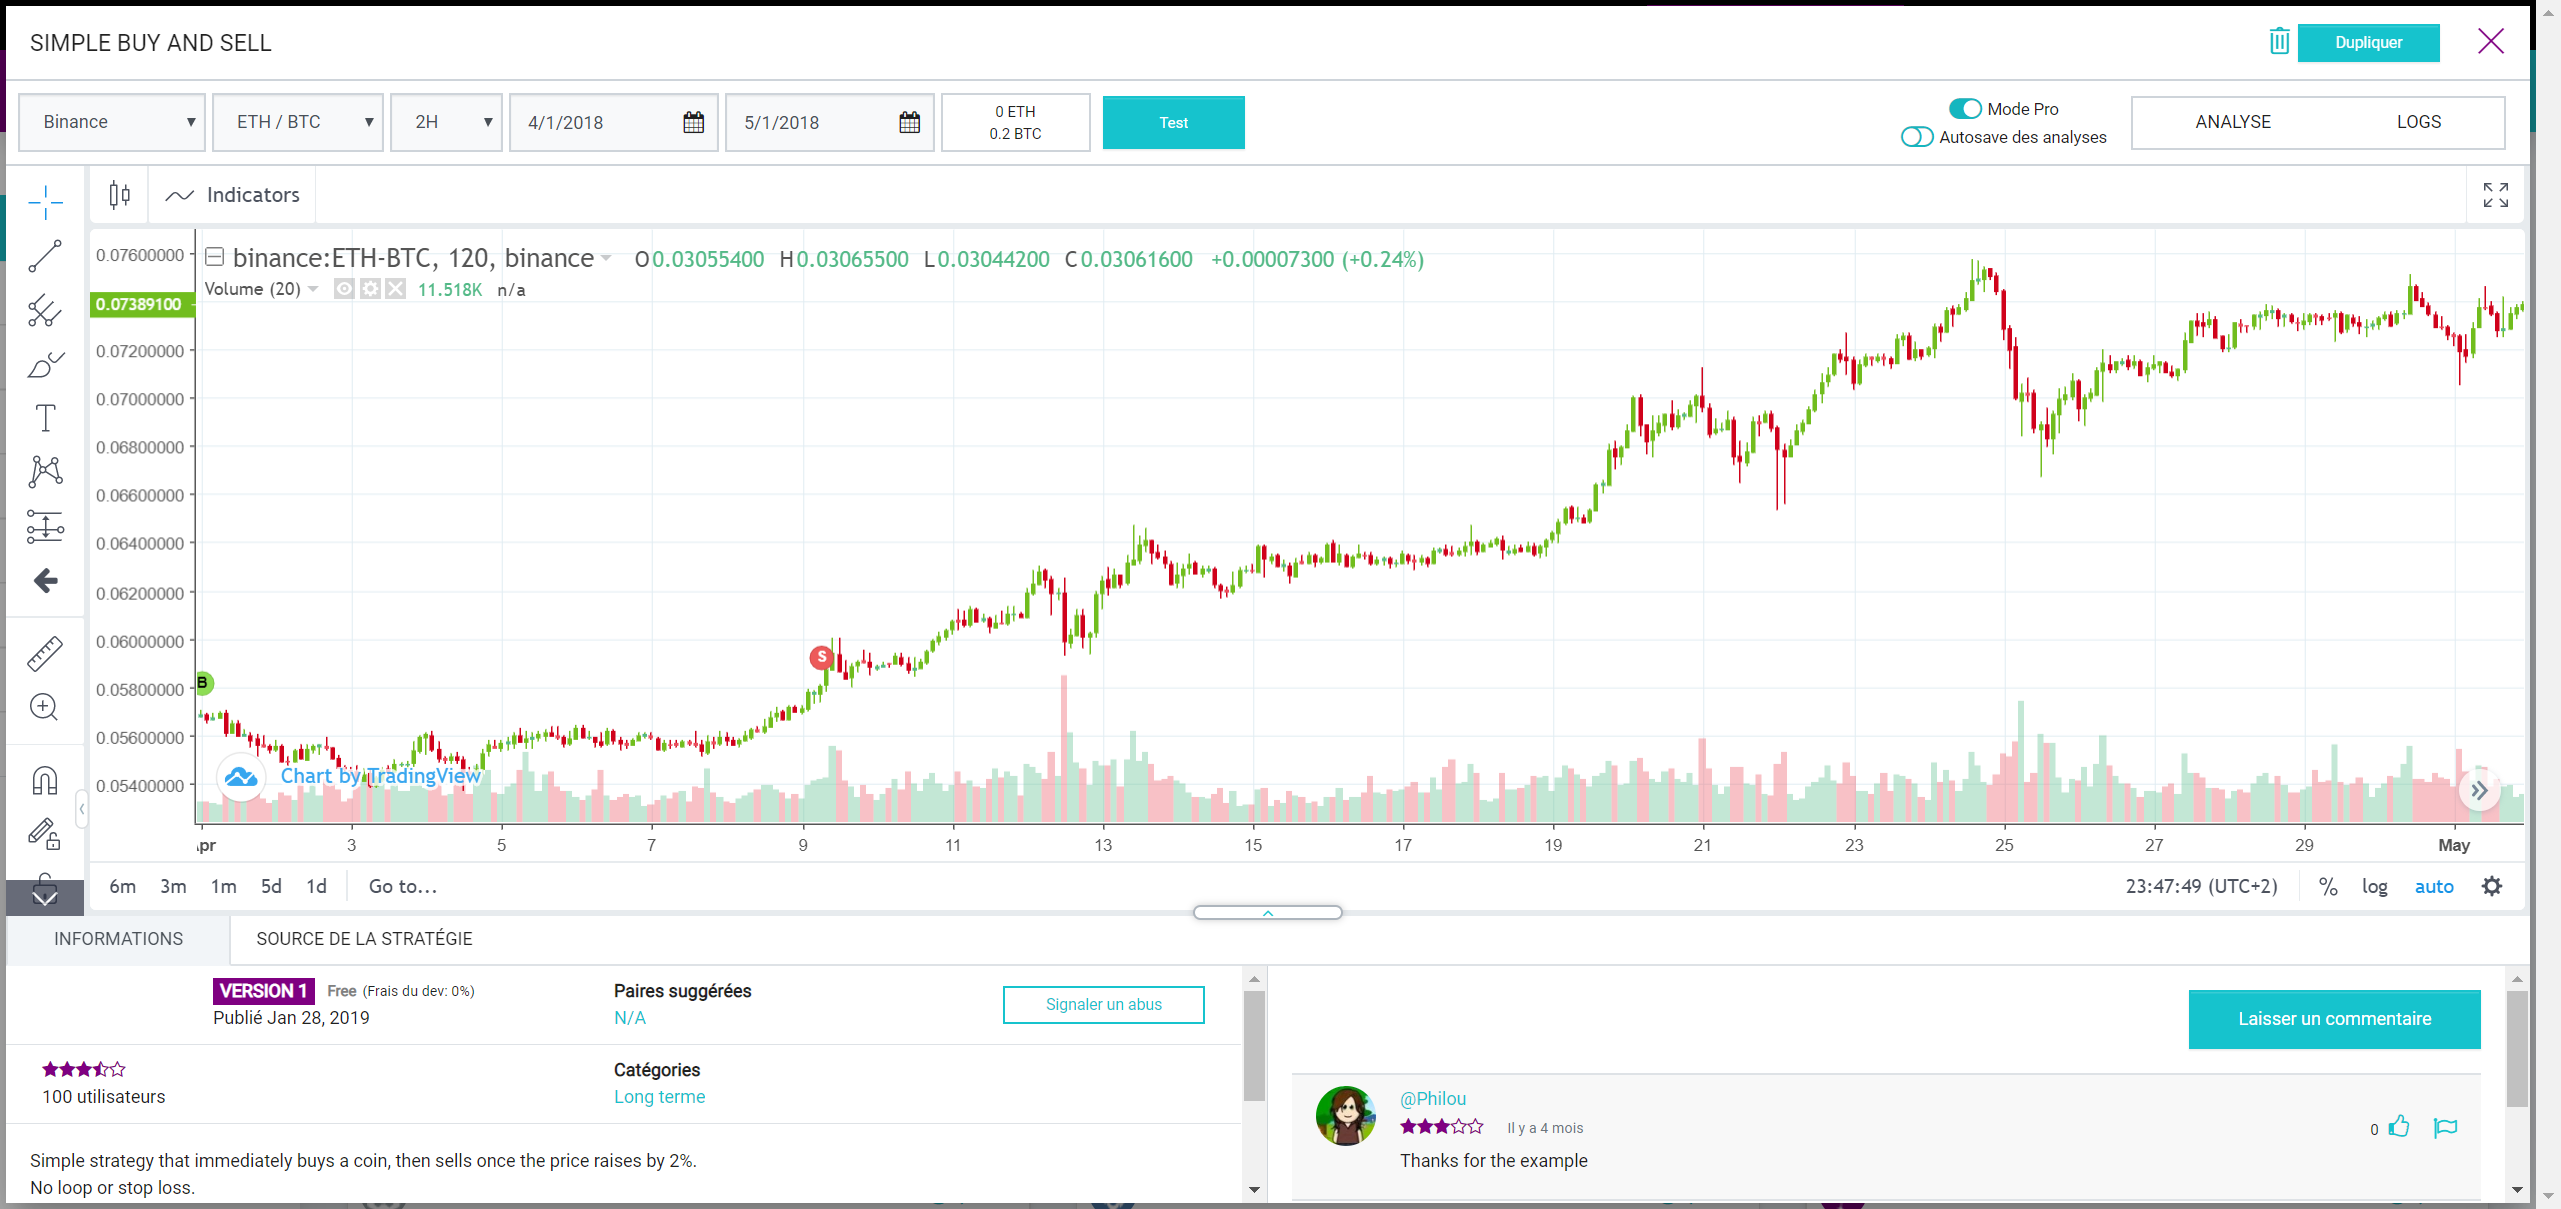 SIMPLE BUY AND SELL
Dupliquer
Binance
ETH / BTC
2H
4/1/2018
5/1/2018
0 ETH
0.2 BTC
Test
Mode Pro
Autosave des analyses
ANALYSE
LOGS
Indicators
binance:ETH-BTC, 120, binance O0.03055400 H0.03065500 L0.03044200 C0.03061600 +0.00007300 (+0.24%)
Volume (20) 11.518K n/a
0.07600000
0.07389100
0.07200000
0.07000000
0.06800000
0.06600000
0.06400000
0.06200000
0.06000000
0.05800000
0.05600000
0.05400000
B
S
Chart by TradingView
Apr 3 5 7 9 11 13 15 17 19 21 23 25 27 29 May
6m 3m 1m 5d 1d Go to...
23:47:49 (UTC+2) % log auto
INFORMATIONS
SOURCE DE LA STRATÉGIE
VERSION 1 Free (Frais du dev: 0%)
Publié Jan 28, 2019
Paires suggérées
N/A
Signaler un abus
100 utilisateurs
Catégories
Long terme
Simple strategy that immediately buys a coin, then sells once the price raises by 2%.
No loop or stop loss.
Laisser un commentaire
@Philou
Il y a 4 mois
0
Thanks for the example